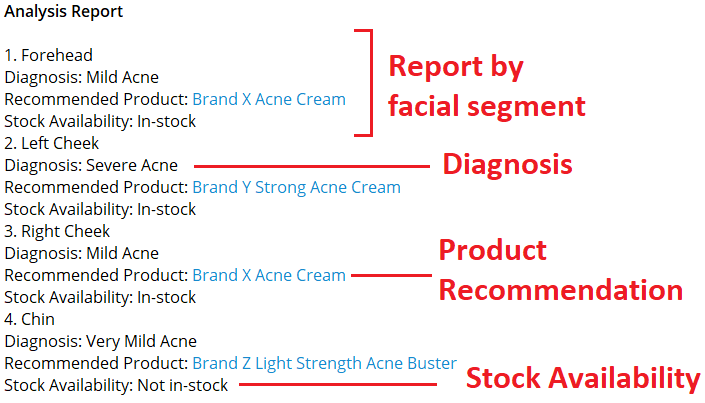 Analysis Report
1. Forehead
Diagnosis: Mild Acne
Recommended Product: Brand X Acne Cream
Stock Availability: In-stock
Report by
facial segment
2. Left Cheek
Diagnosis: Severe Acne
Diagnosis
Recommended Product: Brand Y Strong Acne Cream
Stock Availability: In-stock
3. Right Cheek
Diagnosis: Mild Acne
Recommended Product: Brand X Acne Cream
Product
Recommendation
Stock Availability: In-stock
4. Chin
Diagnosis: Very Mild Acne
Recommended Product: Brand Z Light Strength Acne Buster
Stock Availability: Not in-stock
Stock Availability